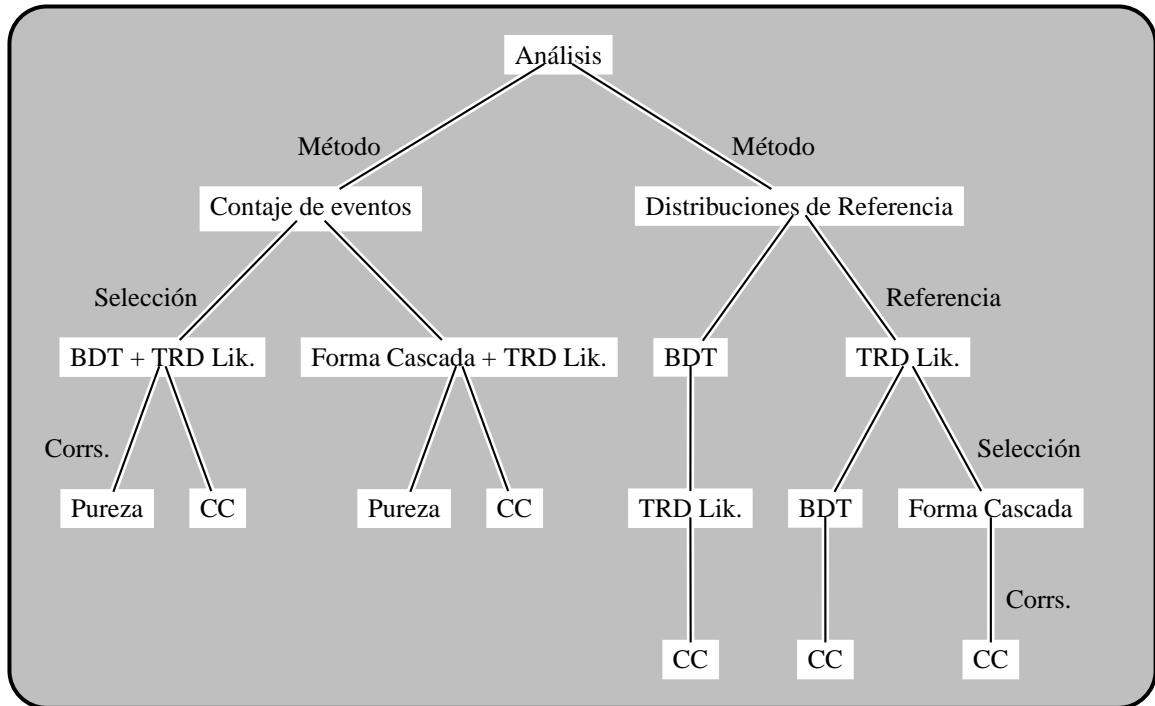 Análisis
Método
Método
Contaje de eventos
Distribuciones de Referencia
Selección
Referencia
BDT + TRD Lik.
Forma Cascada + TRD Lik.
BDT
TRD Lik.
Corrs.
Selección
Pureza
CC
Pureza
CC
TRD Lik.
BDT
Forma Cascada
Corrs.
CC
CC
CC